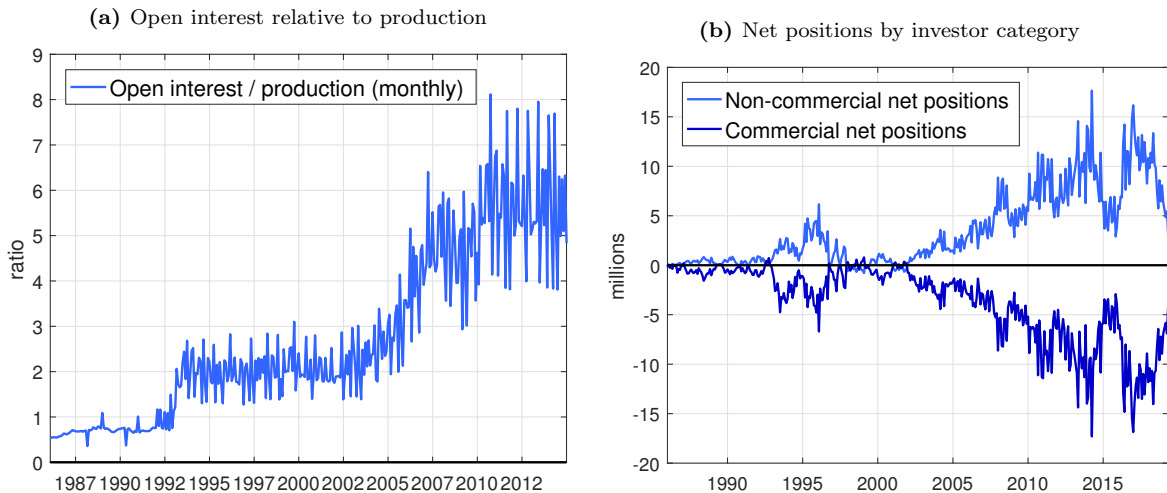 (a) Open interest relative to production
9
8
7
6
5
4
3
2
1
0
ratio
Open interest / production (monthly)
1987 1990 1992 1995 1997 2000 2002 2005 2007 2010 2012
(b) Net positions by investor category
20
15
10
5
0
-5
-10
-15
-20
millions
Non-commercial net positions
Commercial net positions
1990 1995 2000 2005 2010 2015